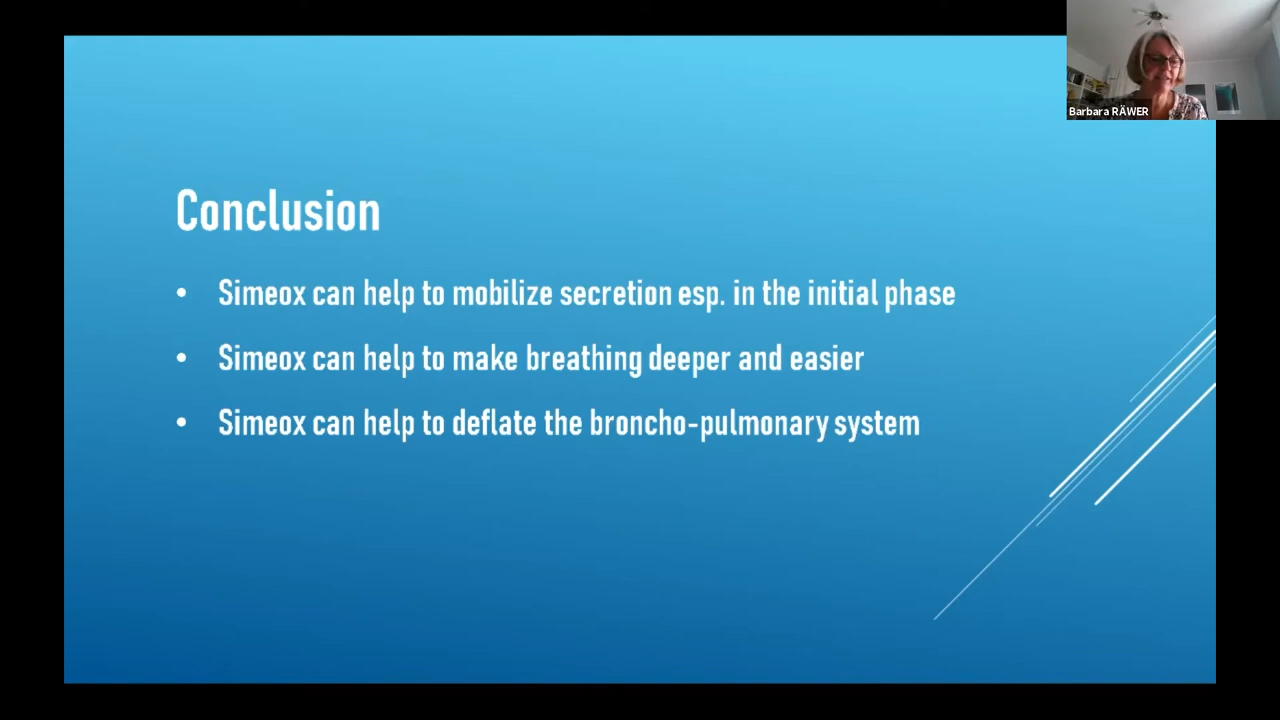 Barbara RÄWER
Conclusion
• Simeox can help to mobilize secretion esp. in the initial phase
• Simeox can help to make breathing deeper and easier
• Simeox can help to deflate the broncho-pulmonary system